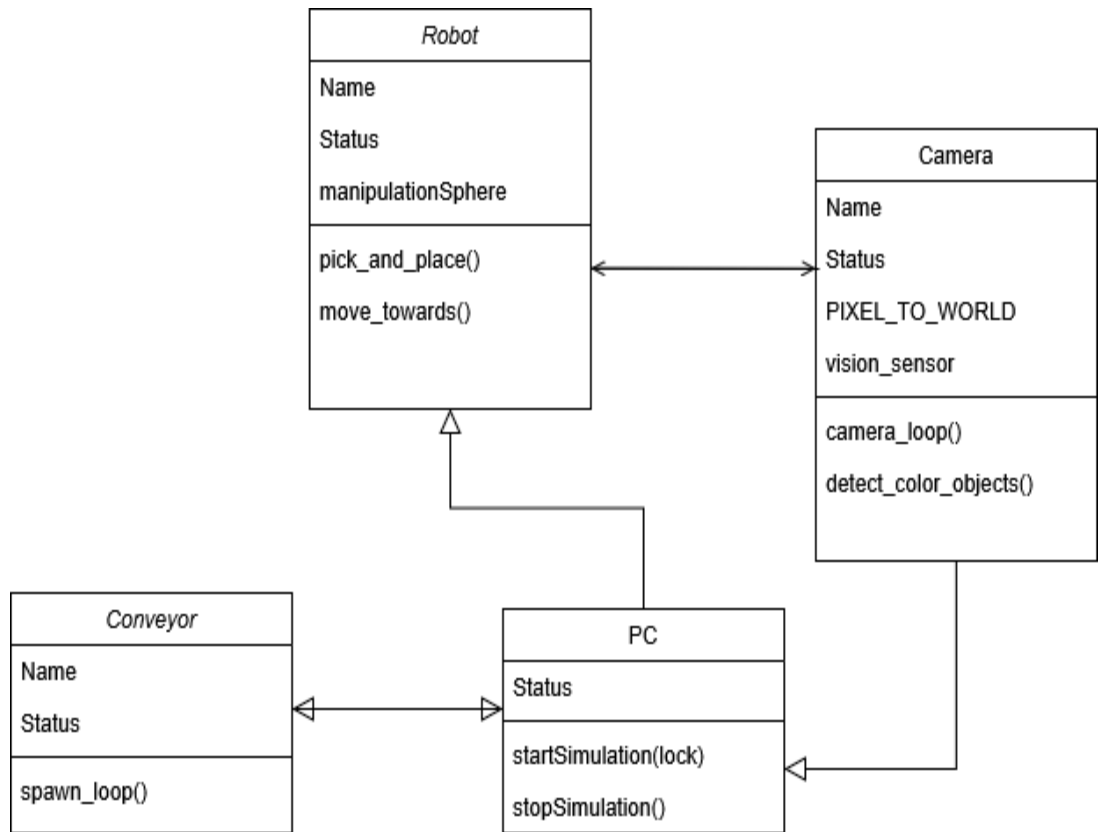 Robot
Name
Status
manipulationSphere
pick_and_place()
move_towards()
Camera
Name
Status
PIXEL_TO_WORLD
vision_sensor
camera_loop()
detect_color_objects()
Conveyor
Name
Status
spawn_loop()
PC
Status
startSimulation(lock)
stopSimulation()